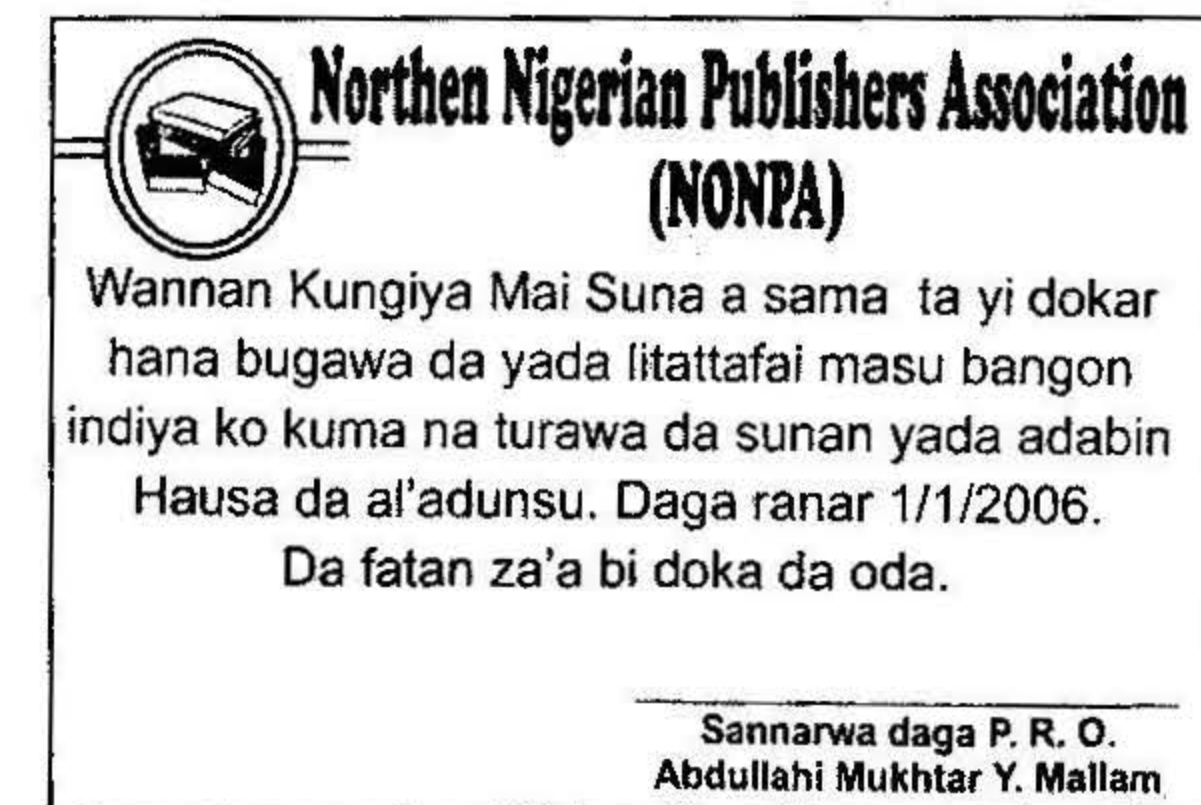 Northen Nigerian Publishers Association
(NONPA)
Wannan Kungiya Mai Suna a sama ta yi dokar
hana bugawa da yada litattafai masu bangon
indiya ko kuma na turawa da sunan yada adabin
Hausa da al'adunsu. Daga ranar 1/1/2006.
Da fatan za'a bi doka da oda.
Sannarwa daga P. R. O.
Abdullahi Mukhtar Y. Mallam